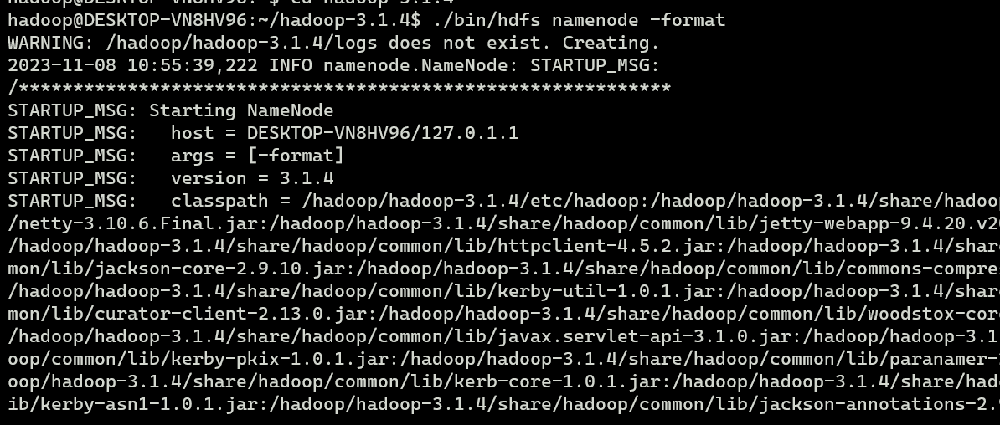 hadoop@DESKTOP-VN8HV96:~$ cd hadoop-3.1.4
hadoop@DESKTOP-VN8HV96:~/hadoop-3.1.4$ ./bin/hdfs namenode -format
WARNING: /hadoop/hadoop-3.1.4/logs does not exist. Creating.
2023-11-08 10:55:39,222 INFO namenode.NameNode: STARTUP_MSG:
/************************************************************
STARTUP_MSG: Starting NameNode
STARTUP_MSG:   host = DESKTOP-VN8HV96/127.0.1.1
STARTUP_MSG:   args = [-format]
STARTUP_MSG:   version = 3.1.4
STARTUP_MSG:   classpath = /hadoop/hadoop-3.1.4/etc/hadoop:/hadoop/hadoop-3.1.4/share/hadoo
/netty-3.10.6.Final.jar:/hadoop/hadoop-3.1.4/share/hadoop/common/lib/jetty-webapp-9.4.20.v20
/hadoop/hadoop-3.1.4/share/hadoop/common/lib/httpclient-4.5.2.jar:/hadoop/hadoop-3.1.4/shar
mon/lib/jackson-core-2.9.10.jar:/hadoop/hadoop-3.1.4/share/hadoop/common/lib/commons-compre
/hadoop/hadoop-3.1.4/share/hadoop/common/lib/kerby-util-1.0.1.jar:/hadoop/hadoop-3.1.4/shar
mon/lib/curator-client-2.13.0.jar:/hadoop/hadoop-3.1.4/share/hadoop/common/lib/woodstox-cor
/hadoop/hadoop-3.1.4/share/hadoop/common/lib/javax.servlet-api-3.1.0.jar:/hadoop/hadoop-3.1
oop/common/lib/kerby-pkix-1.0.1.jar:/hadoop/hadoop-3.1.4/share/hadoop/common/lib/paranamer-
oop/hadoop-3.1.4/share/hadoop/common/lib/kerb-core-1.0.1.jar:/hadoop/hadoop-3.1.4/share/had
ib/kerby-asn1-1.0.1.jar:/hadoop/hadoop-3.1.4/share/hadoop/common/lib/jackson-annotations-2.9